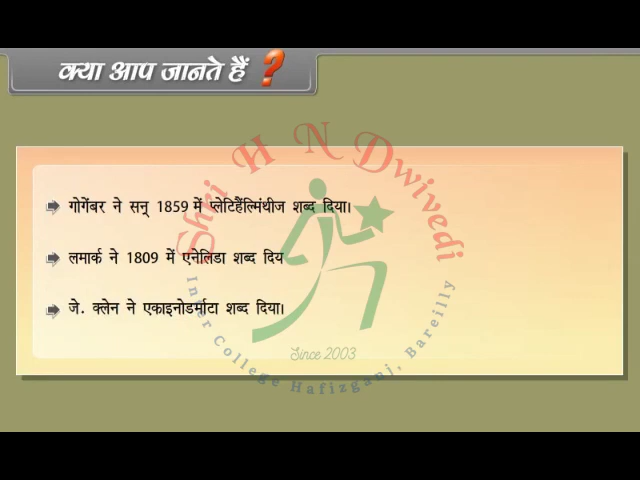 क्या आप जानते हैं ?
गोगेंबर ने सन् 1859 में प्लेटिहैल्मिंथीज शब्द दिया।
लमार्क ने 1809 में एनेलिडा शब्द दिय
जे. क्लेन ने एकाइनोडर्माटा शब्द दिया।
Shri H N Dwivedi
Inter College Hafizganj, Bareilly
Since 2003